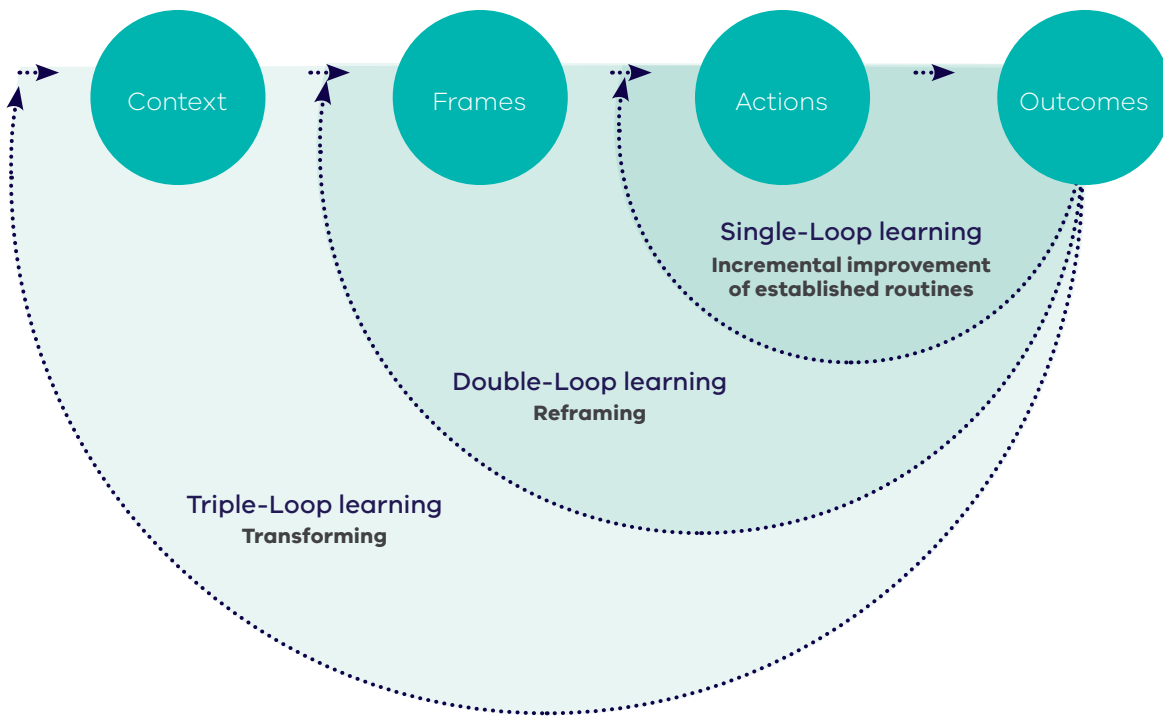 Context
Frames
Actions
Outcomes
Single-Loop learning
Incremental improvement
of established routines
Double-Loop learning
Reframing
Triple-Loop learning
Transforming